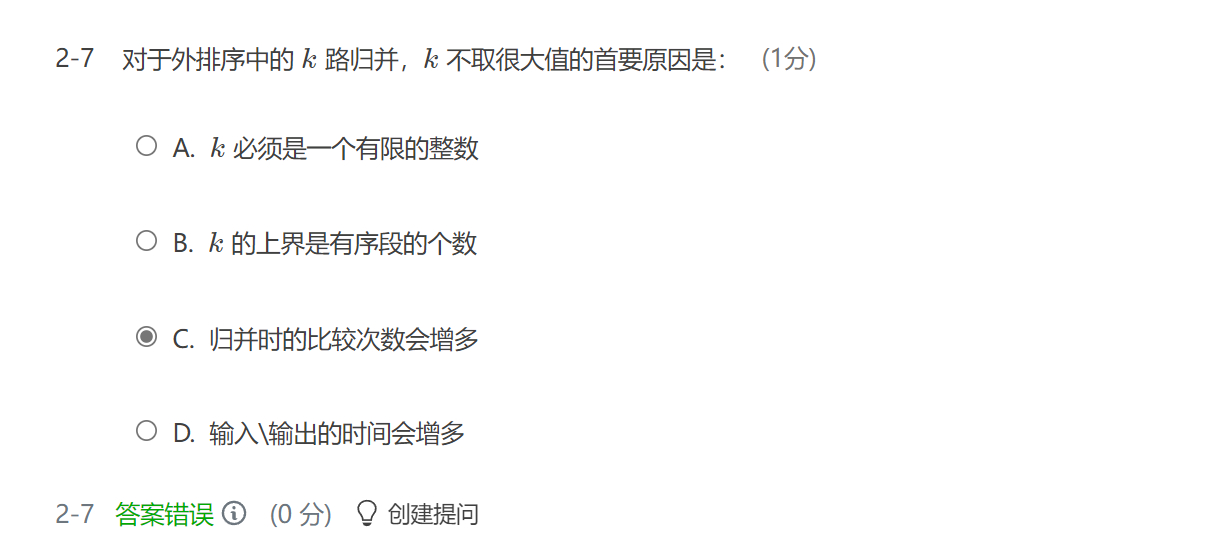 2-7 对于外排序中的 k 路归并，k 不取很大值的首要原因是： (1分)
A. k 必须是一个有限的整数
B. k 的上界是有序段的个数
C. 归并时的比较次数会增多
D. 输入\输出的时间会增多
2-7 答案错误 (0 分) 创建提问